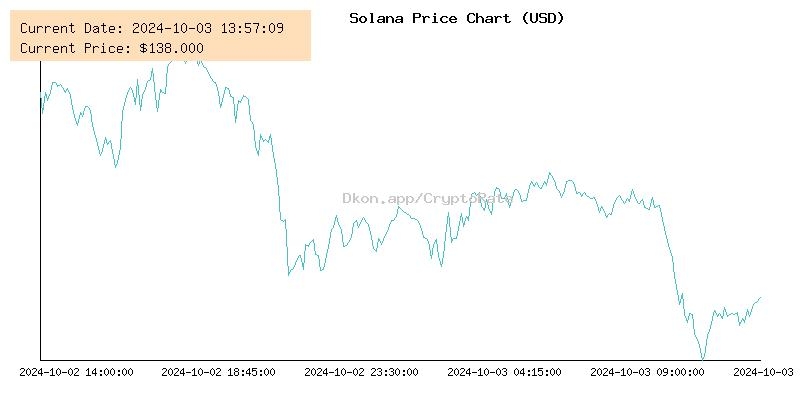 Solana Price Chart (USD)
Current Date: 2024-10-03 13:57:09
Current Price: $138.000
Dkon.app/CryptoRate
2024-10-02 14:00:00
2024-10-02 18:45:00
2024-10-02 23:30:00
2024-10-03 04:15:00
2024-10-03 09:00:00
2024-10-03